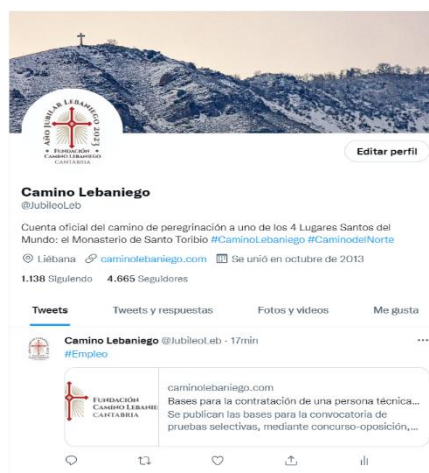 AÑO JUBILAR LEBANIEGO 2023
FUNDACIÓN
CAMINO LEBANIEGO
CANTABRIA
Editar perfil
Camino Lebaniego
@JubileoLeb
Cuenta oficial del camino de peregrinación a uno de los 4 Lugares Santos del
Mundo: el Monasterio de Santo Toribio #CaminoLebaniego #CaminodelNorte
Liébana caminolebaniego.com Se unió en octubre de 2013
1.138 Siguiendo 4.665 Seguidores
Tweets Tweets y respuestas Fotos y vídeos Me gusta
Camino Lebaniego @JubileoLeb · 17min
#Empleo
FUNDACIÓN
CAMINO LEBANIE
CANTABRIA
caminolebaniego.com
Bases para la contratación de una persona técnica...
Se publican las bases para la convocatoria de
pruebas selectivas, mediante concurso-oposición,...